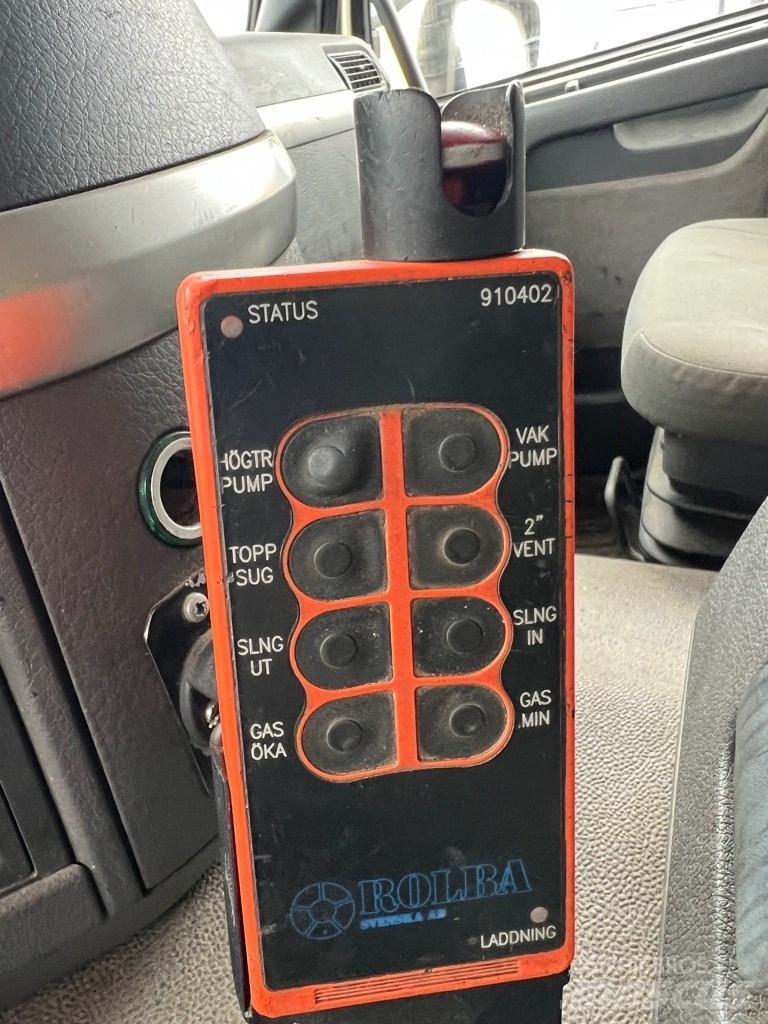 STATUS
910402
HÖGTR
PUMP
VAK
PUMP
TOPP
SUG
2”
VENT
SLNG
UT
SLNG
IN
GAS
ÖKA
GAS
MIN
ROLBA
SVENSKA AB
LADDNING